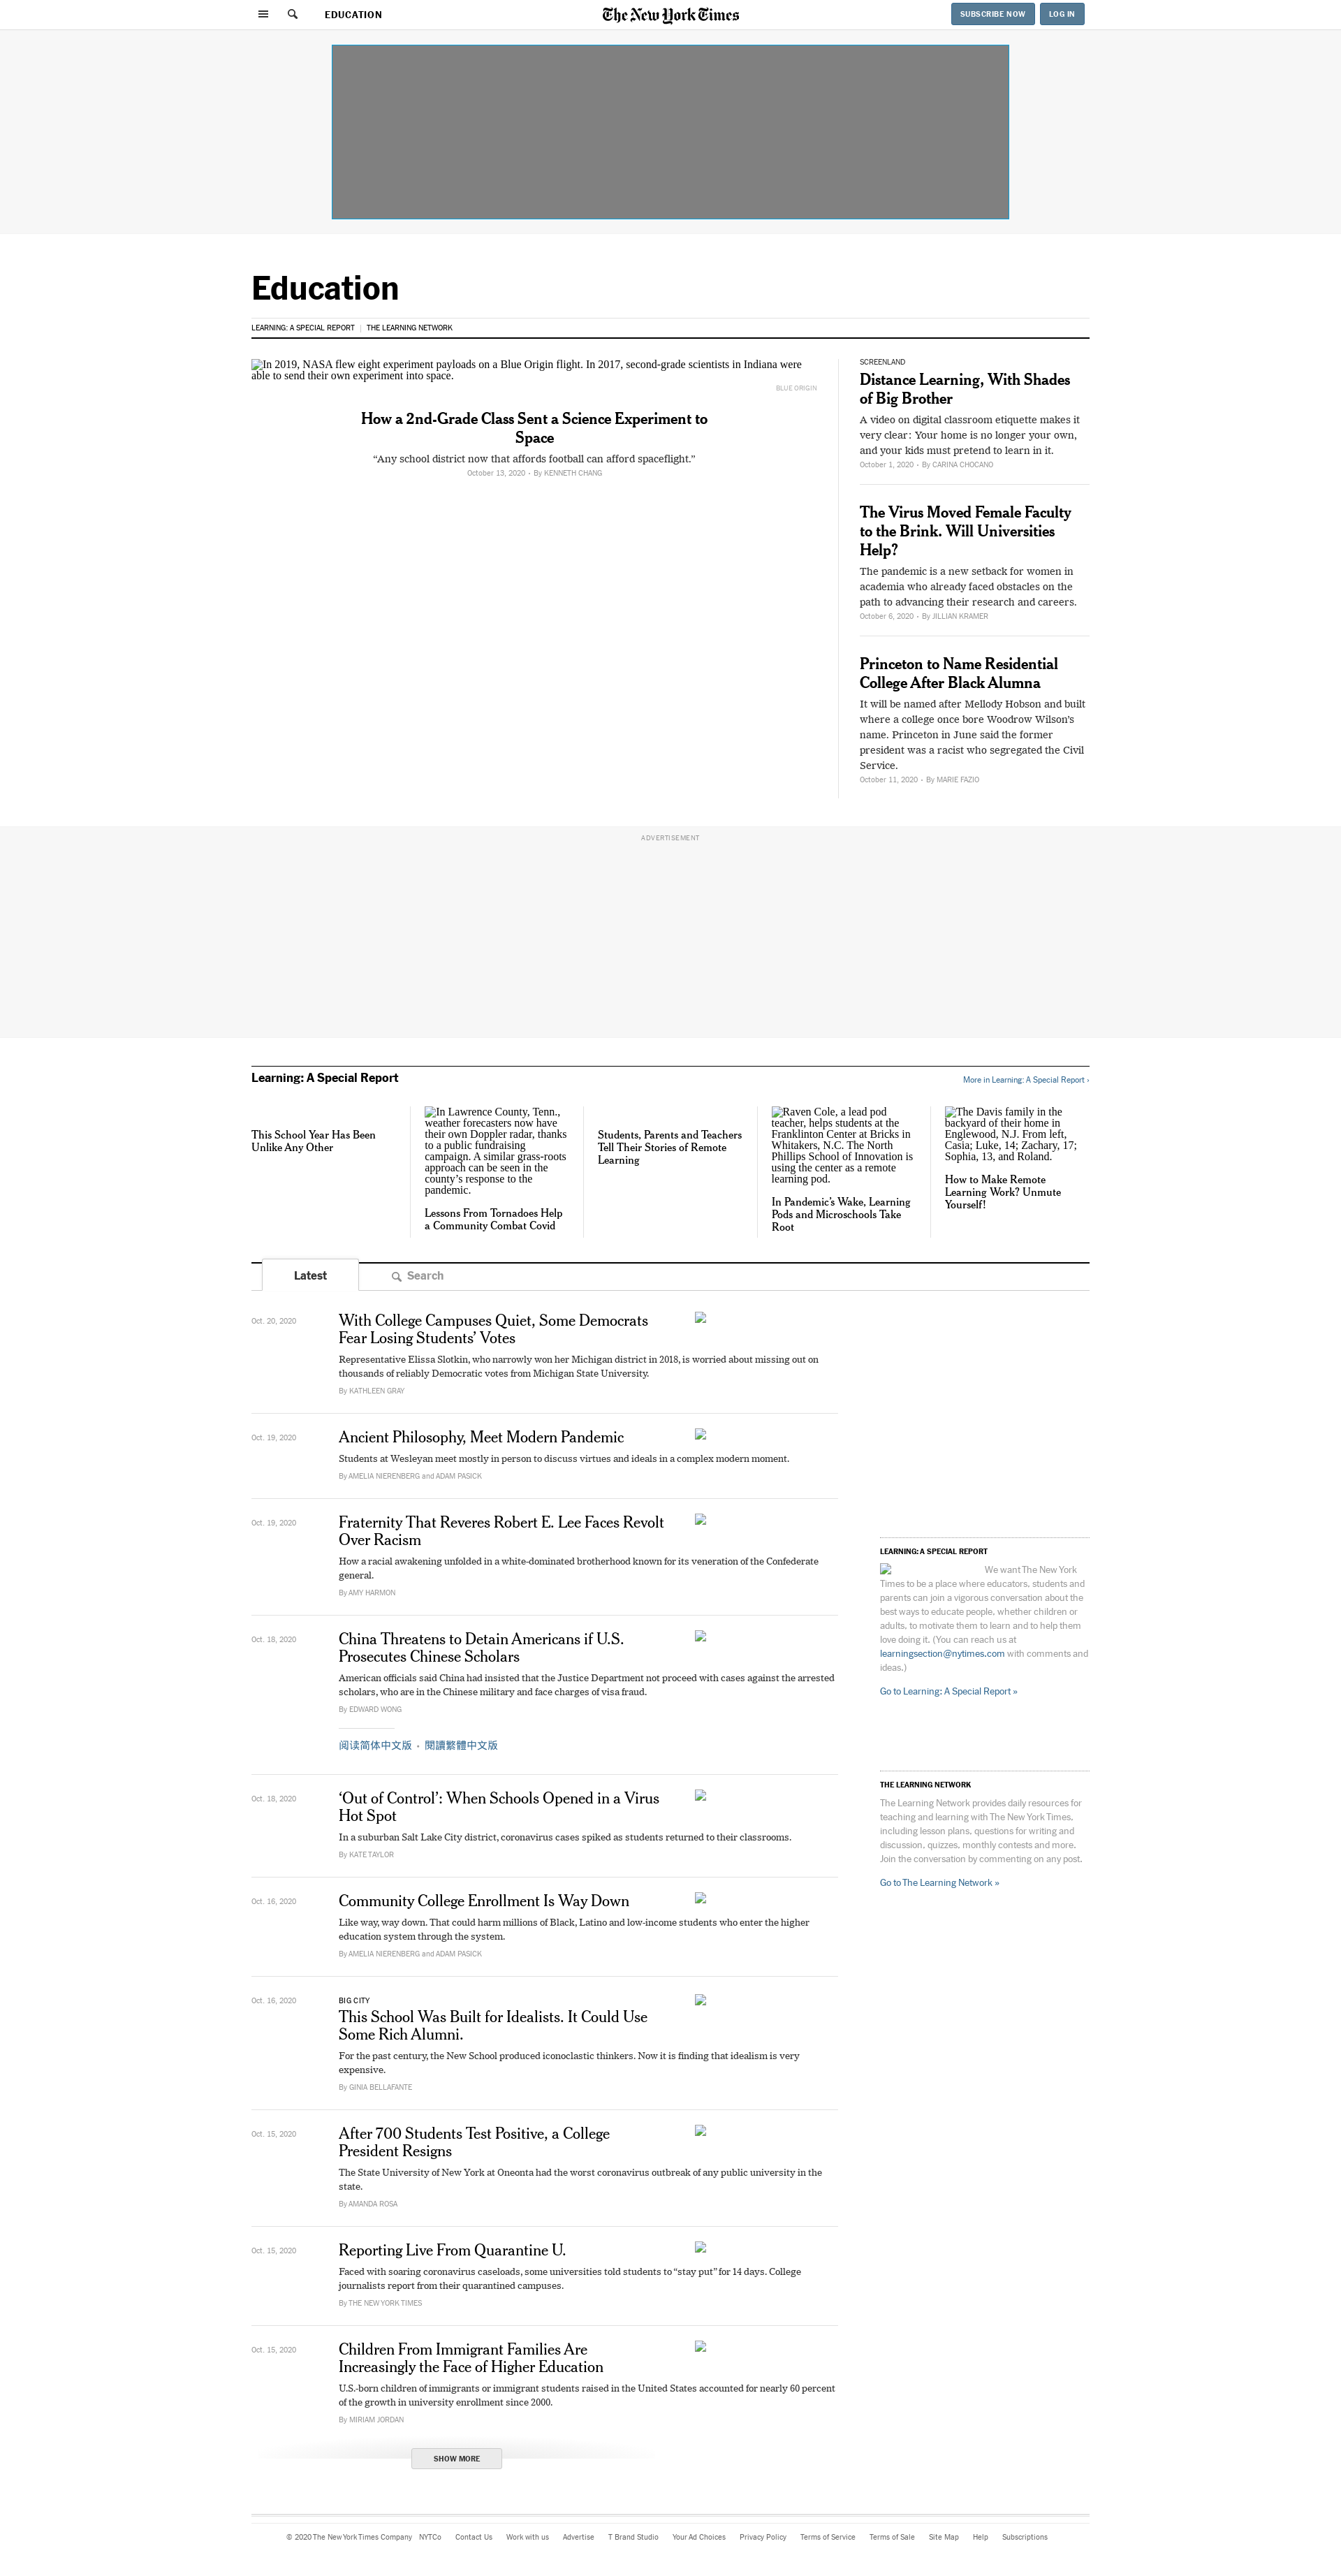 EDUCATION
The New York Times
SUBSCRIBE NOW
LOG IN
Education
LEARNING: A SPECIAL REPORT | THE LEARNING NETWORK
In 2019, NASA flew eight experiment payloads on a Blue Origin flight. In 2017, second-grade scientists in Indiana were
able to send their own experiment into space.
BLUE ORIGIN
How a 2nd-Grade Class Sent a Science Experiment to
Space
“Any school district now that affords football can afford spaceflight.”
October 13, 2020 • By KENNETH CHANG
SCREENLAND
Distance Learning, With Shades
of Big Brother
A video on digital classroom etiquette makes it
very clear: Your home is no longer your own,
and your kids must pretend to learn in it.
October 1, 2020 • By CARINA CHOCANO
The Virus Moved Female Faculty
to the Brink. Will Universities
Help?
The pandemic is a new setback for women in
academia who already faced obstacles on the
path to advancing their research and careers.
October 6, 2020 • By JILLIAN KRAMER
Princeton to Name Residential
College After Black Alumna
It will be named after Mellody Hobson and built
where a college once bore Woodrow Wilson’s
name. Princeton in June said the former
president was a racist who segregated the Civil
Service.
October 11, 2020 • By MARIE FAZIO
ADVERTISEMENT
Learning: A Special Report
More in Learning: A Special Report ›
This School Year Has Been
Unlike Any Other
In Lawrence County, Tenn.,
weather forecasters now have
their own Doppler radar, thanks
to a public fundraising
campaign. A similar grass-roots
approach can be seen in the
county’s response to the
pandemic.
Lessons From Tornadoes Help
a Community Combat Covid
Students, Parents and Teachers
Tell Their Stories of Remote
Learning
Raven Cole, a lead pod
teacher, helps students at the
Franklinton Center at Bricks in
Whitakers, N.C. The North
Phillips School of Innovation is
using the center as a remote
learning pod.
In Pandemic’s Wake, Learning
Pods and Microschools Take
Root
The Davis family in the
backyard of their home in
Englewood, N.J. From left,
Casia; Luke, 14; Zachary, 17;
Sophia, 13, and Roland.
How to Make Remote
Learning Work? Unmute
Yourself!
Latest
Search
Oct. 20, 2020
With College Campuses Quiet, Some Democrats
Fear Losing Students’ Votes
Representative Elissa Slotkin, who narrowly won her Michigan district in 2018, is worried about missing out on
thousands of reliably Democratic votes from Michigan State University.
By KATHLEEN GRAY
Oct. 19, 2020
Ancient Philosophy, Meet Modern Pandemic
Students at Wesleyan meet mostly in person to discuss virtues and ideals in a complex modern moment.
By AMELIA NIERENBERG and ADAM PASICK
Oct. 19, 2020
Fraternity That Reveres Robert E. Lee Faces Revolt
Over Racism
How a racial awakening unfolded in a white-dominated brotherhood known for its veneration of the Confederate
general.
By AMY HARMON
Oct. 18, 2020
China Threatens to Detain Americans if U.S.
Prosecutes Chinese Scholars
American officials said China had insisted that the Justice Department not proceed with cases against the arrested
scholars, who are in the Chinese military and face charges of visa fraud.
By EDWARD WONG
阅读简体中文版 • 閱讀繁體中文版
Oct. 18, 2020
‘Out of Control’: When Schools Opened in a Virus
Hot Spot
In a suburban Salt Lake City district, coronavirus cases spiked as students returned to their classrooms.
By KATE TAYLOR
Oct. 16, 2020
Community College Enrollment Is Way Down
Like way, way down. That could harm millions of Black, Latino and low-income students who enter the higher
education system through the system.
By AMELIA NIERENBERG and ADAM PASICK
Oct. 16, 2020
BIG CITY
This School Was Built for Idealists. It Could Use
Some Rich Alumni.
For the past century, the New School produced iconoclastic thinkers. Now it is finding that idealism is very
expensive.
By GINIA BELLAFANTE
Oct. 15, 2020
After 700 Students Test Positive, a College
President Resigns
The State University of New York at Oneonta had the worst coronavirus outbreak of any public university in the
state.
By AMANDA ROSA
Oct. 15, 2020
Reporting Live From Quarantine U.
Faced with soaring coronavirus caseloads, some universities told students to “stay put” for 14 days. College
journalists report from their quarantined campuses.
By THE NEW YORK TIMES
Oct. 15, 2020
Children From Immigrant Families Are
Increasingly the Face of Higher Education
U.S.-born children of immigrants or immigrant students raised in the United States accounted for nearly 60 percent
of the growth in university enrollment since 2000.
By MIRIAM JORDAN
SHOW MORE
LEARNING: A SPECIAL REPORT
We want The New York
Times to be a place where educators, students and
parents can join a vigorous conversation about the
best ways to educate people, whether children or
adults, to motivate them to learn and to help them
love doing it. (You can reach us at
learningsection@nytimes.com with comments and
ideas.)
Go to Learning: A Special Report »
THE LEARNING NETWORK
The Learning Network provides daily resources for
teaching and learning with The New York Times,
including lesson plans, questions for writing and
discussion, quizzes, monthly contests and more.
Join the conversation by commenting on any post.
Go to The Learning Network »
© 2020 The New York Times Company NYTCo Contact Us Work with us Advertise T Brand Studio Your Ad Choices Privacy Policy Terms of Service Terms of Sale Site Map Help Subscriptions